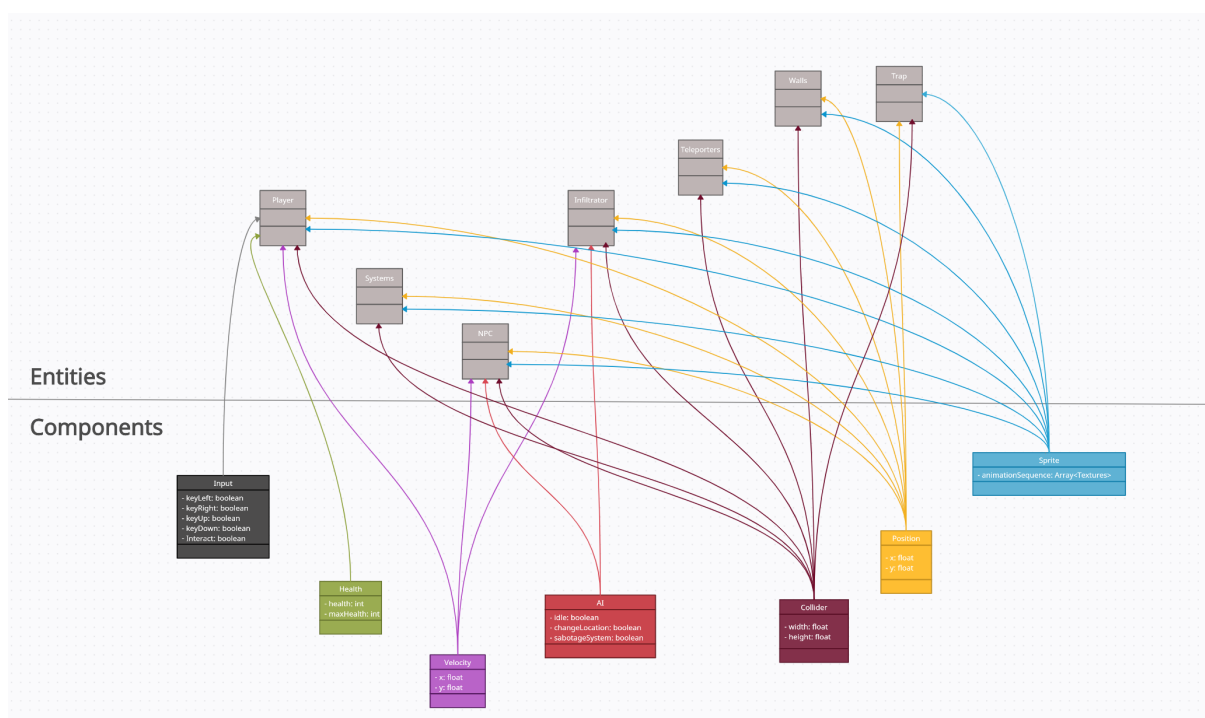 Walls
Trap
Teleporters
Player
Infiltrator
Systems
NPC
Entities
Components
Sprite
- animationSequence: Array<Textures>
Input
- keyLeft: boolean
- keyRight: boolean
- keyUp: boolean
- keyDown: boolean
- Interact: boolean
Position
- x: float
- y: float
Health
- health: int
- maxHealth: int
AI
- idle: boolean
- changeLocation: boolean
- sabotageSystem: boolean
Collider
- width: float
- height: float
Velocity
- x: float
- y: float